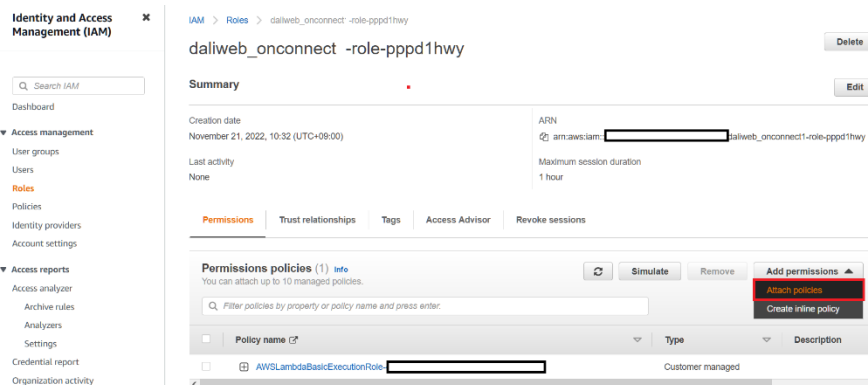 Identity and Access
Management (IAM)
Search IAM
Dashboard
Access management
User groups
Users
Roles
Policies
Identity providers
Account settings
Access reports
Access analyzer
Archive rules
Analyzers
Settings
Credential report
Organization activity
IAM > Roles > daliweb_onconnect -role-pppd1hwy
daliweb_onconnect -role-pppd1hwy
Delete
Summary
Edit
Creation date
November 21, 2022, 10:32 (UTC+09:00)
ARN
arn:aws:iam:: daliweb_onconnect1-role-pppd1hwy
Last activity
None
Maximum session duration
1 hour
Permissions Trust relationships Tags Access Advisor Revoke sessions
Permissions policies (1) Info
You can attach up to 10 managed policies.
Simulate Remove Add permissions
Attach policies
Create inline policy
Filter policies by property or policy name and press enter.
Policy name Type Description
AWSLambdaBasicExecutionRole- Customer managed